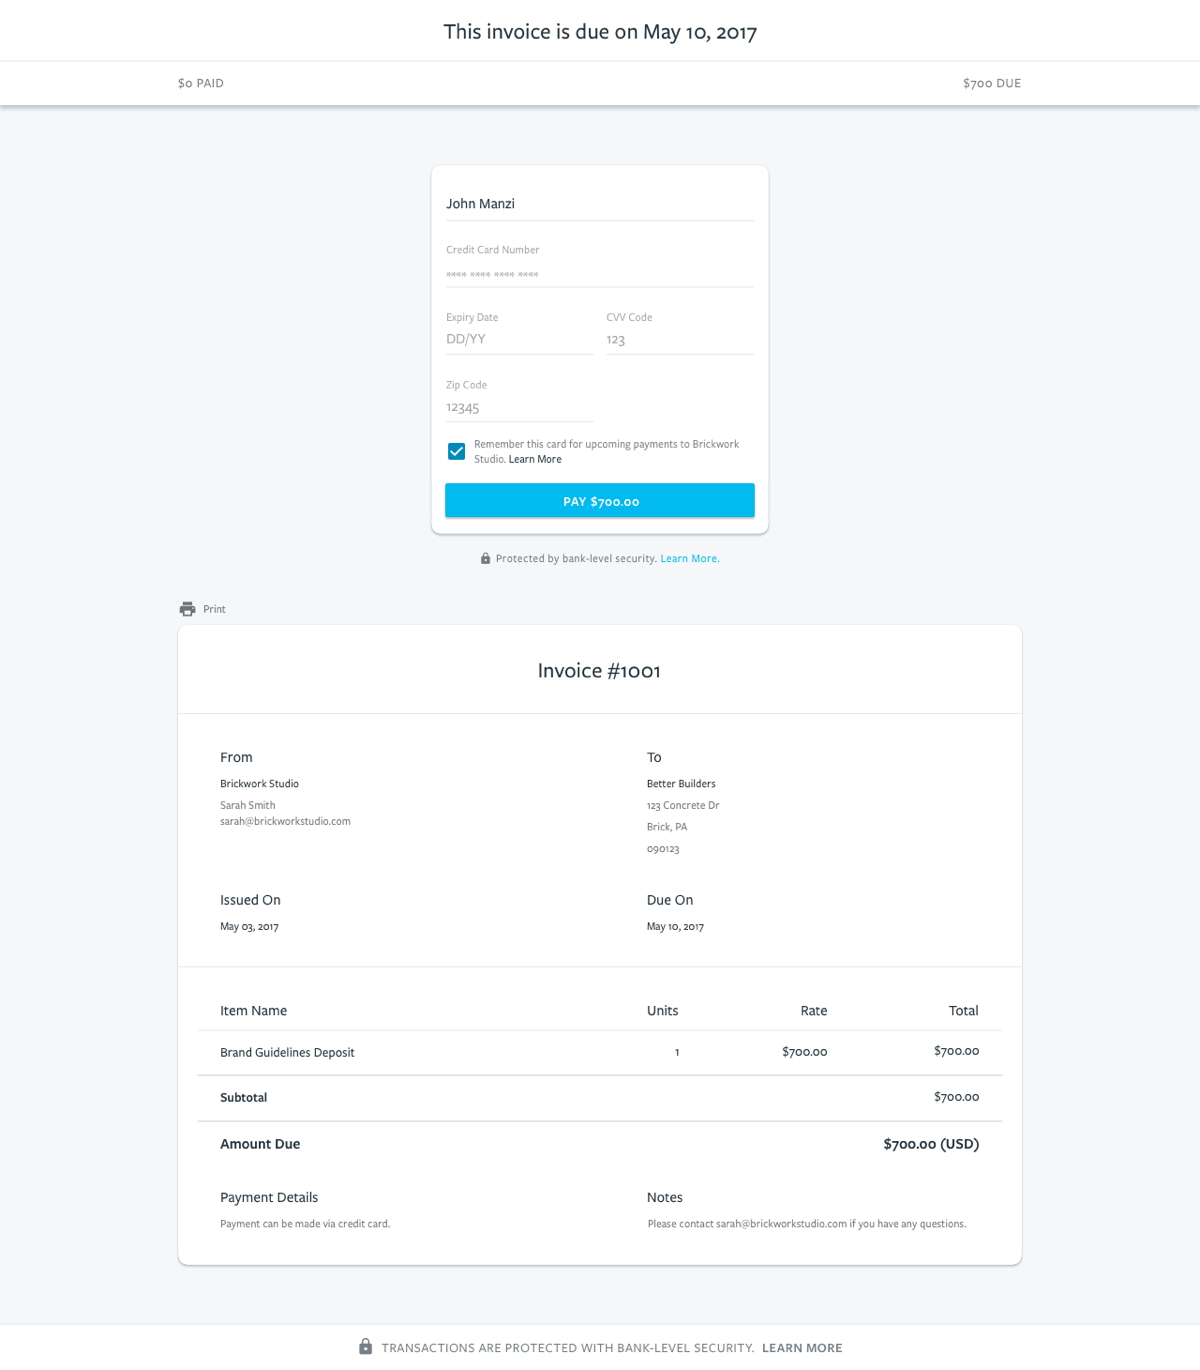 This invoice is due on May 10, 2017
$0 PAID
$700 DUE
John Manzi
Credit Card Number
**** **** **** ****
Expiry Date
CVV Code
DD/YY
123
Zip Code
12345
Remember this card for upcoming payments to Brickwork
Studio. Learn More
PAY $700.00
Protected by bank-level security. Learn More.
Print
Invoice #1001
From
Brickwork Studio
Sarah Smith
sarah@brickworkstudio.com
To
Better Builders
123 Concrete Dr
Brick, PA
090123
Issued On
May 03, 2017
Due On
May 10, 2017
Item Name Units Rate Total
Brand Guidelines Deposit 1 $700.00 $700.00
Subtotal $700.00
Amount Due $700.00 (USD)
Payment Details
Payment can be made via credit card.
Notes
Please contact sarah@brickworkstudio.com if you have any questions.
TRANSACTIONS ARE PROTECTED WITH BANK-LEVEL SECURITY. LEARN MORE